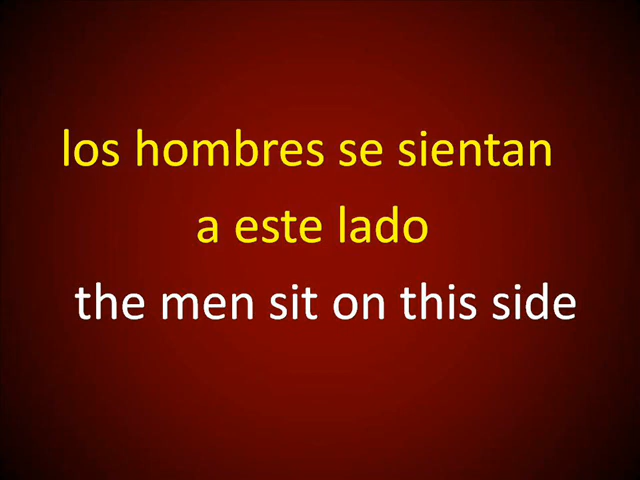 los hombres se sientan
a este lado
the men sit on this side